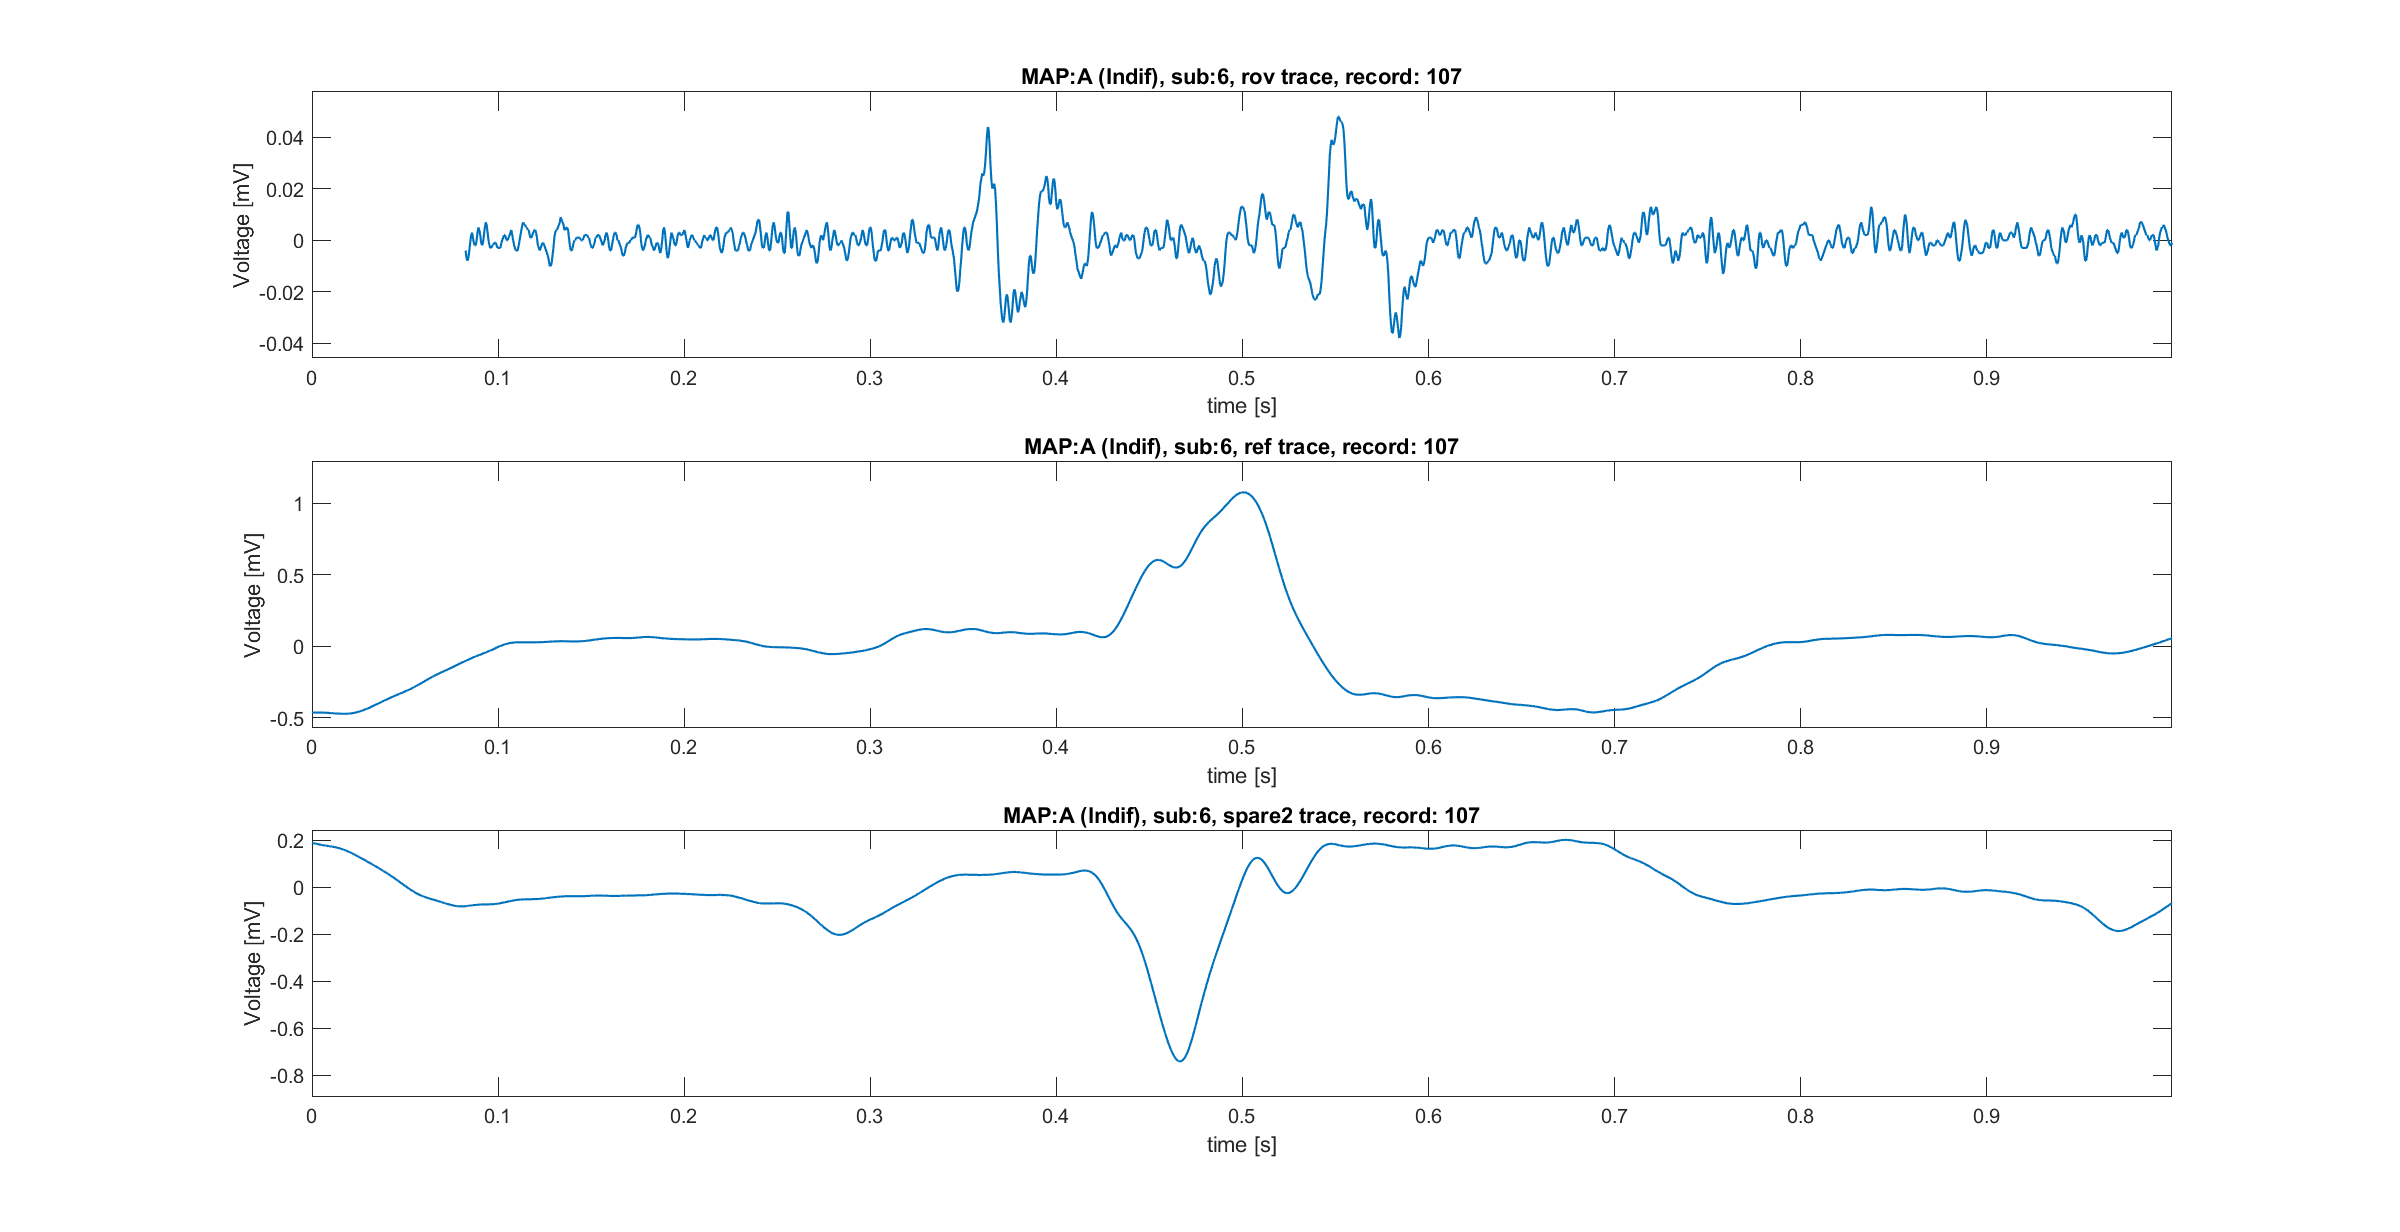 MAP:A (Indif), sub:6, rov trace, record: 107
Voltage [mV]
0.04
0.02
0
-0.02
-0.04
0 0.1 0.2 0.3 0.4 0.5 0.6 0.7 0.8 0.9
time [s]
MAP:A (Indif), sub:6, ref trace, record: 107
Voltage [mV]
1
0.5
0
-0.5
0 0.1 0.2 0.3 0.4 0.5 0.6 0.7 0.8 0.9
time [s]
MAP:A (Indif), sub:6, spare2 trace, record: 107
Voltage [mV]
0.2
0
-0.2
-0.4
-0.6
-0.8
0 0.1 0.2 0.3 0.4 0.5 0.6 0.7 0.8 0.9
time [s]